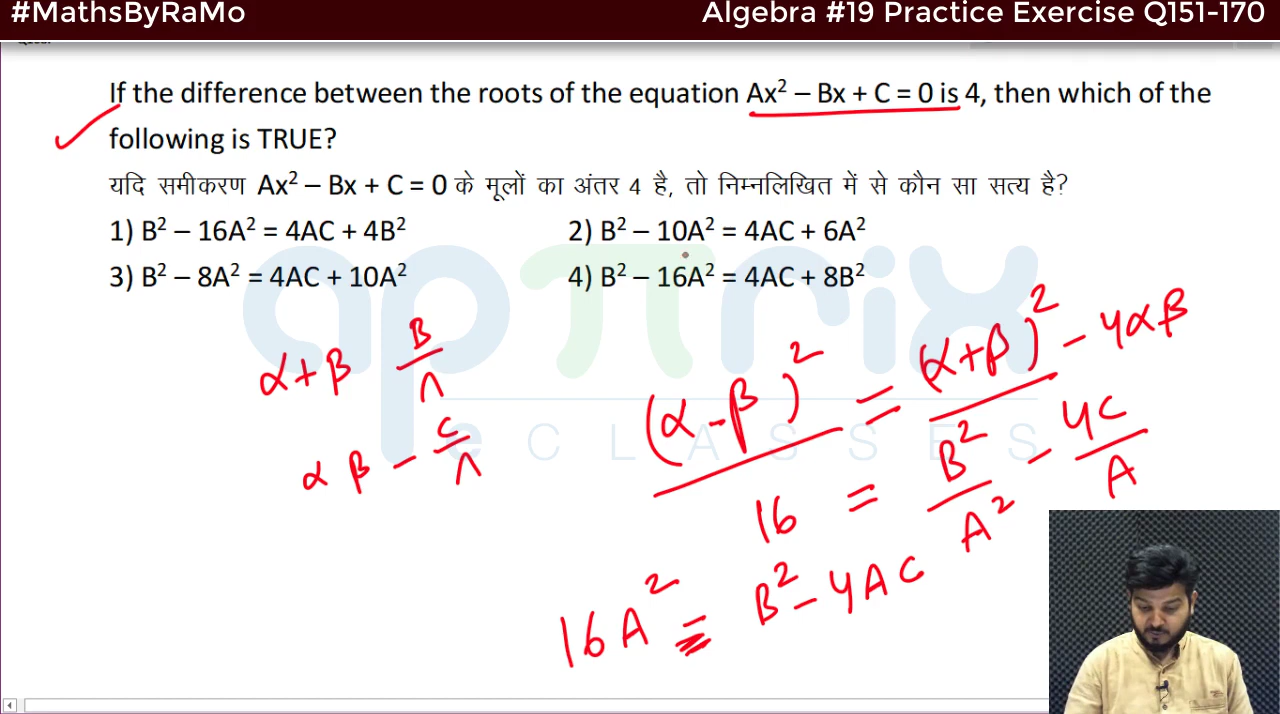 #MathsByRaMo
Algebra #19 Practice Exercise Q151-170
If the difference between the roots of the equation Ax² – Bx + C = 0 is 4, then which of the
following is TRUE?
यदि समीकरण Ax² – Bx + C = 0 के मूलों का अंतर 4 है, तो निम्नलिखित में से कौन सा सत्य है?
1) B² – 16A² = 4AC + 4B²
2) B² – 10A² = 4AC + 6A²
3) B² – 8A² = 4AC + 10A²
4) B² – 16A² = 4AC + 8B²
α+β B/A
αβ – C/A
(α-β)² = (α+β)² – 4αβ
16 = B²/A² – 4C/A
16A² = B² – 4AC
apπrix
e CLASSES